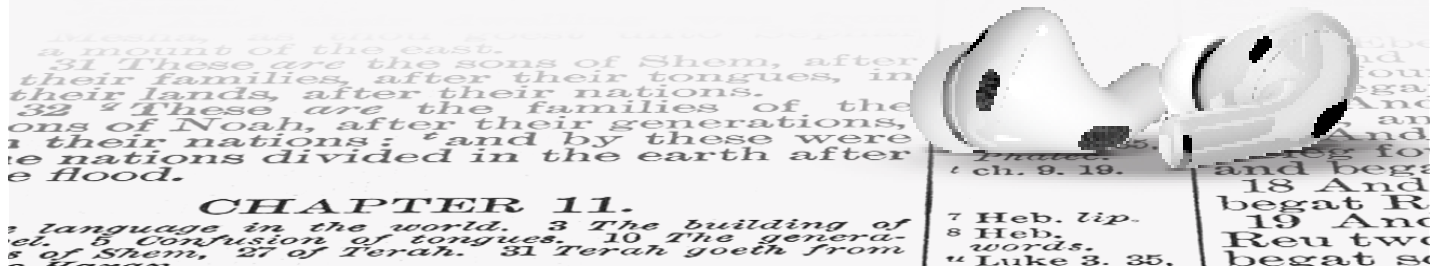 a mount of the east.
31 These are the sons of Shem, after
their families, after their tongues, in
their lands, after their nations.
32 These are the families of the
ons of Noah, after their generations,
their nations: and by these were
nations divided in the earth after
flood.
CHAPTER 11.
language in the world. 3 The building of
5 Confusion of tongues. 10 The genera-
of Shem, 27 of Terah. 31 Terah goeth from
ch. 9. 19.
7 Heb. lip.
8 Heb.
words.
Luke 3. 35,
And
and bega
18 And
begat R
19 And
Reu two
begat